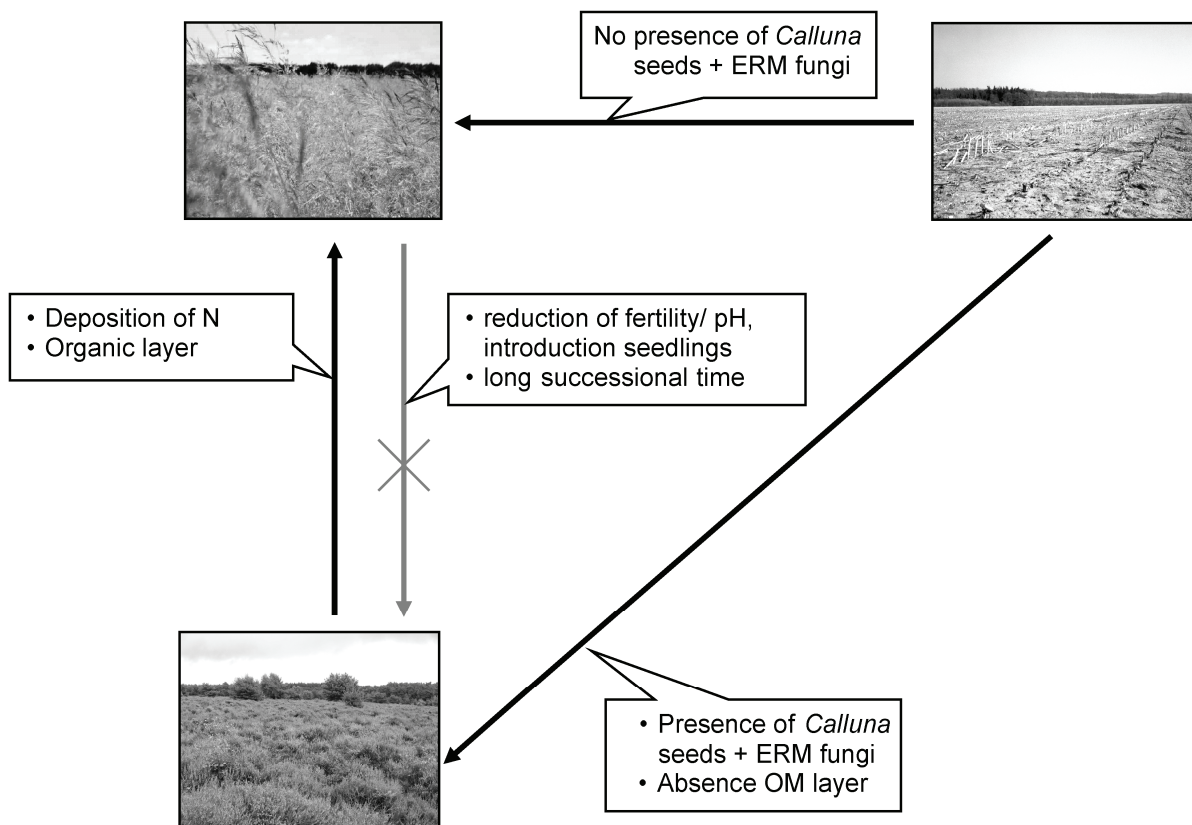 No presence of Calluna
seeds + ERM fungi
• Deposition of N
• Organic layer
• reduction of fertility/ pH,
introduction seedlings
• long successional time
• Presence of Calluna
seeds + ERM fungi
• Absence OM layer